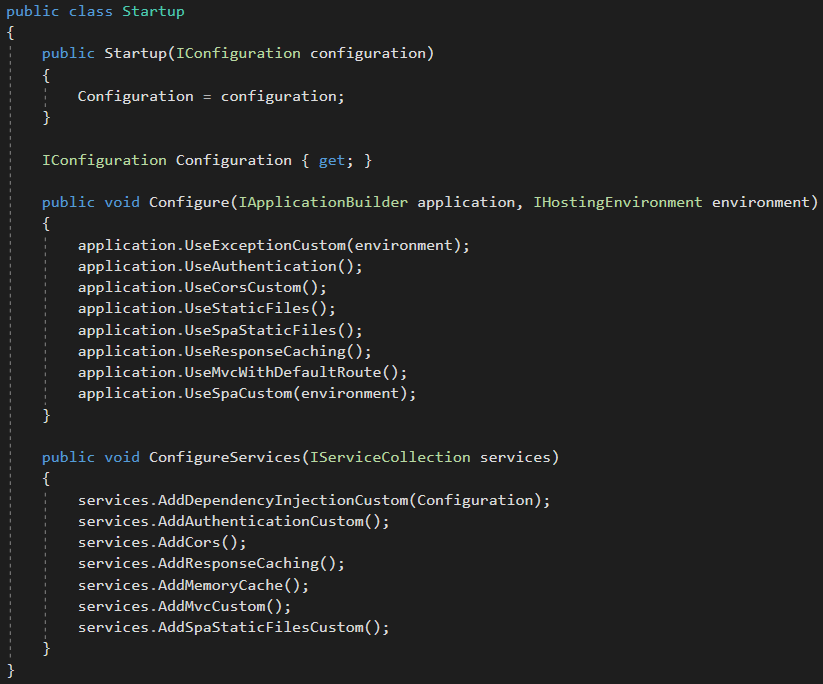 public class Startup
{
    public Startup(IConfiguration configuration)
    {
        Configuration = configuration;
    }

    IConfiguration Configuration { get; }

    public void Configure(IApplicationBuilder application, IHostingEnvironment environment)
    {
        application.UseExceptionCustom(environment);
        application.UseAuthentication();
        application.UseCorsCustom();
        application.UseStaticFiles();
        application.UseSpaStaticFiles();
        application.UseResponseCaching();
        application.UseMvcWithDefaultRoute();
        application.UseSpaCustom(environment);
    }

    public void ConfigureServices(IServiceCollection services)
    {
        services.AddDependencyInjectionCustom(Configuration);
        services.AddAuthenticationCustom();
        services.AddCors();
        services.AddResponseCaching();
        services.AddMemoryCache();
        services.AddMvcCustom();
        services.AddSpaStaticFilesCustom();
    }
}